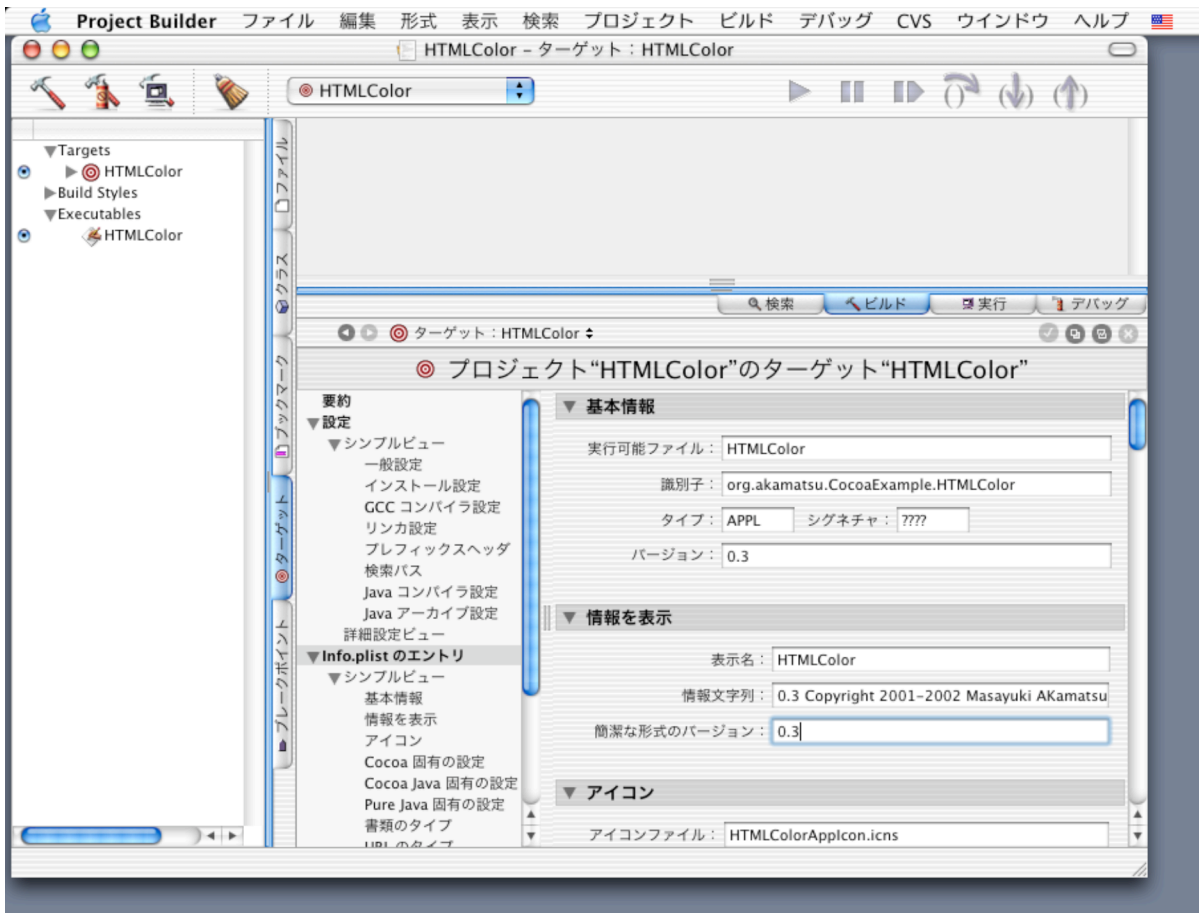 Project Builder ファイル 編集 形式 表示 検索 プロジェクト ビルド デバッグ CVS ウインドウ ヘルプ
HTMLColor – ターゲット：HTMLColor
HTMLColor
Targets
HTMLColor
Build Styles
Executables
HTMLColor
ファイル
クラス
ブックマーク
ターゲット
ブレークポイント
検索 ビルド 実行 デバッグ
ターゲット：HTMLColor
プロジェクト“HTMLColor”のターゲット“HTMLColor”
要約
設定
シンプルビュー
一般設定
インストール設定
GCC コンパイラ設定
リンカ設定
プレフィックスヘッダ
検索パス
Java コンパイラ設定
Java アーカイブ設定
詳細設定ビュー
Info.plist のエントリ
シンプルビュー
基本情報
情報を表示
アイコン
Cocoa 固有の設定
Cocoa Java 固有の設定
Pure Java 固有の設定
書類のタイプ
URL のタイプ
基本情報
実行可能ファイル： HTMLColor
識別子： org.akamatsu.CocoaExample.HTMLColor
タイプ： APPL シグネチャ： ????
バージョン： 0.3
情報を表示
表示名： HTMLColor
情報文字列： 0.3 Copyright 2001–2002 Masayuki AKamatsu
簡潔な形式のバージョン： 0.3
アイコン
アイコンファイル： HTMLColorAppIcon.icns